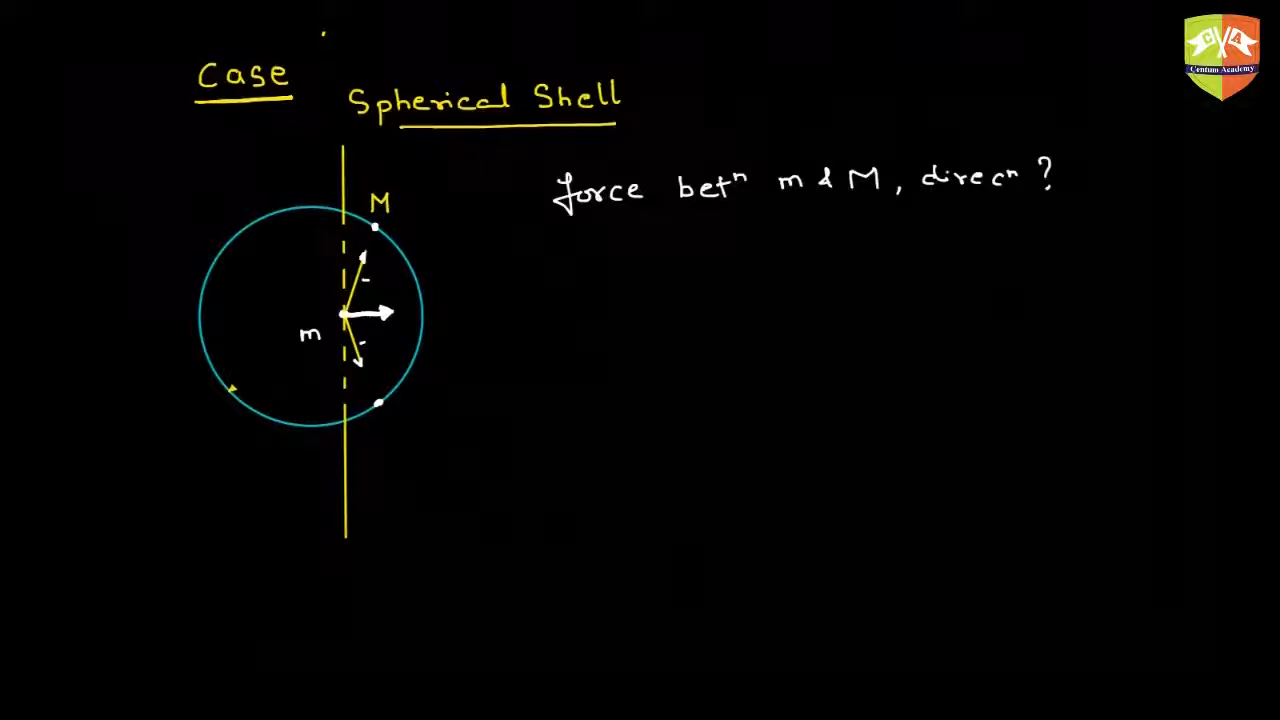 Case
Spherical Shell
force betⁿ m & M, direcⁿ ?
M
m
C A
Centum Academy